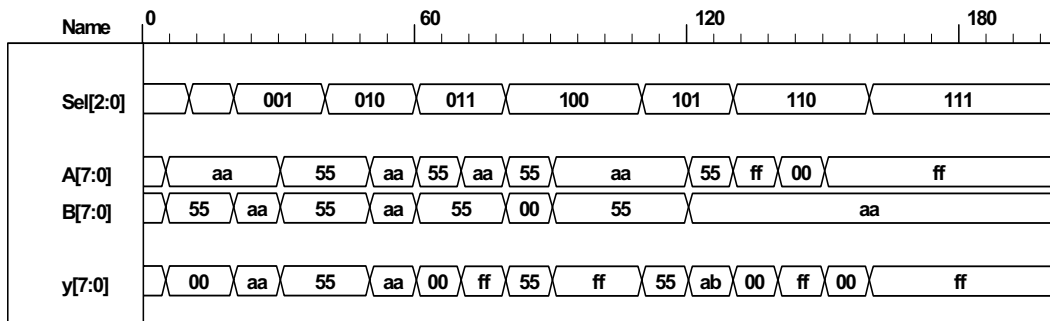 Name 0 60 120 180
Sel[2:0] 001 010 011 100 101 110 111
A[7:0] aa 55 aa 55 aa 55 aa 55 ff 00 ff
B[7:0] 55 aa 55 aa 55 00 55 aa
y[7:0] 00 aa 55 aa 00 ff 55 ff 55 ab 00 ff 00 ff